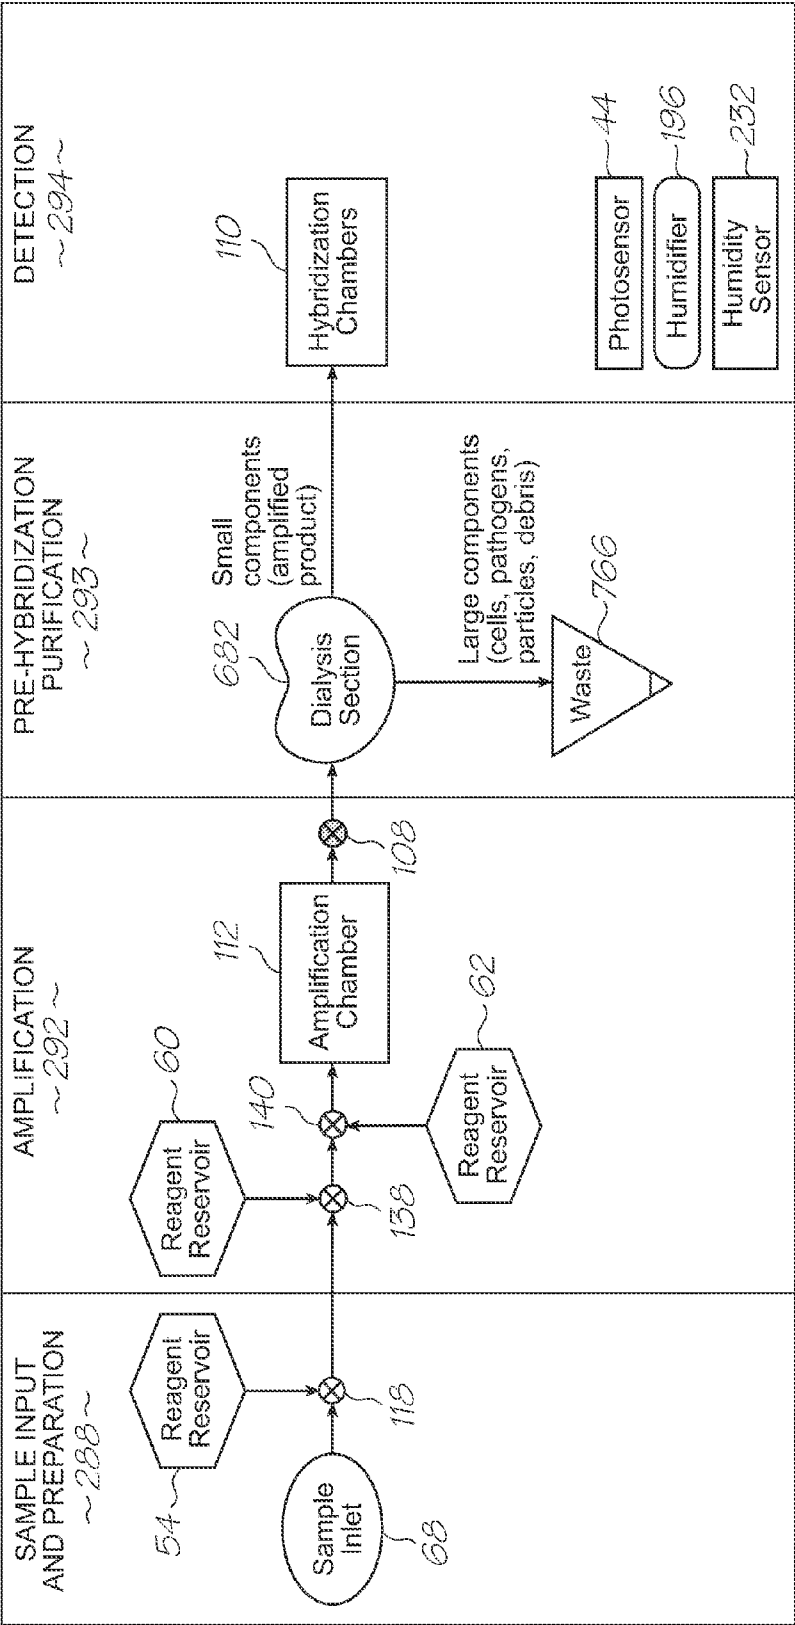 SAMPLE INPUT
AND PREPARATION
~288~
54
Reagent
Reservoir
Sample
Inlet
68
118
AMPLIFICATION
~292~
60
Reagent
Reservoir
138
140
62
Reagent
Reservoir
112
Amplification
Chamber
108
PRE-HYBRIDIZATION
PURIFICATION
~293~
682
Dialysis
Section
Small
components
(amplified
product)
Large components
(cells, pathogens,
particles, debris)
Waste
766
DETECTION
~294~
110
Hybridization
Chambers
Photosensor
44
Humidifier
196
Humidity
Sensor
232